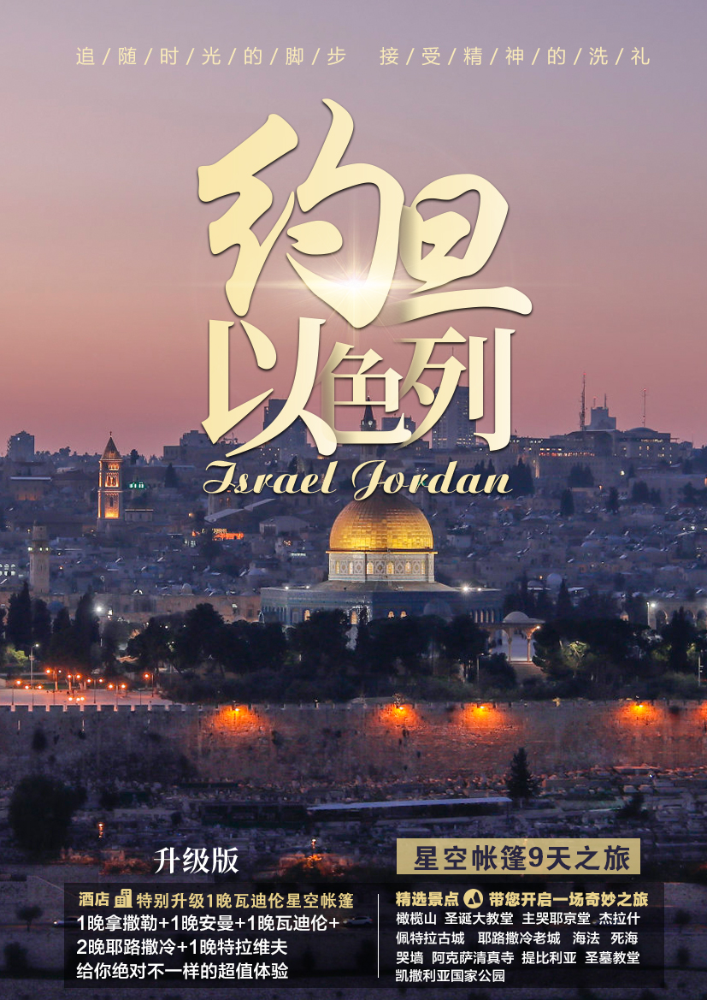 追/随/时/光/的/脚/步 接/受/精/神/的/洗/礼
约旦
以色列
Israel Jordan
升级版
星空帐篷9天之旅
酒店 特别升级1晚瓦迪伦星空帐篷
1晚拿撒勒+1晚安曼+1晚瓦迪伦+
2晚耶路撒冷+1晚特拉维夫
给你绝对不一样的超值体验
精选景点 带您开启一场奇妙之旅
橄榄山 圣诞大教堂 主哭耶京堂 杰拉什
佩特拉古城 耶路撒冷老城 海法 死海
哭墙 阿克萨清真寺 提比利亚 圣墓教堂
凯撒利亚国家公园